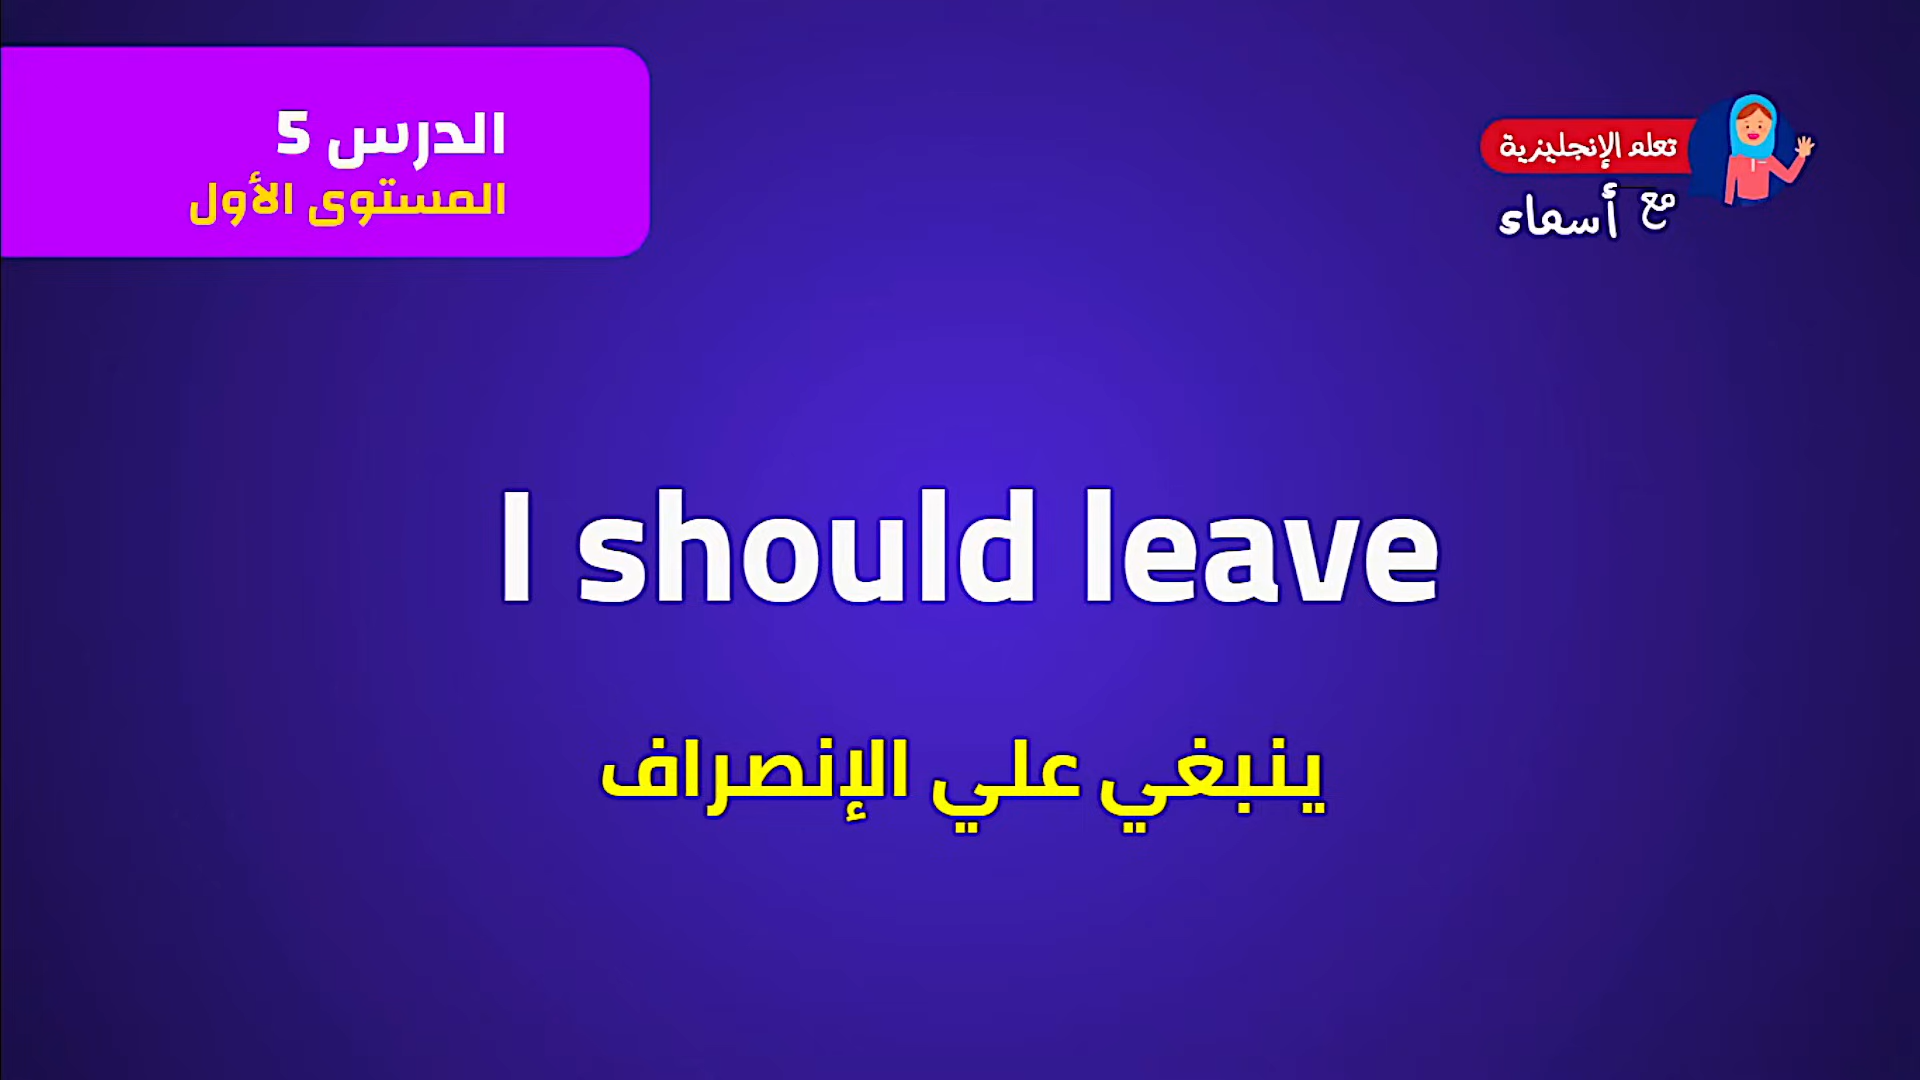 الدرس 5
المستوى الأول
تعلم الإنجليزية
مع أسماء
I should leave
ينبغي علي الإنصراف